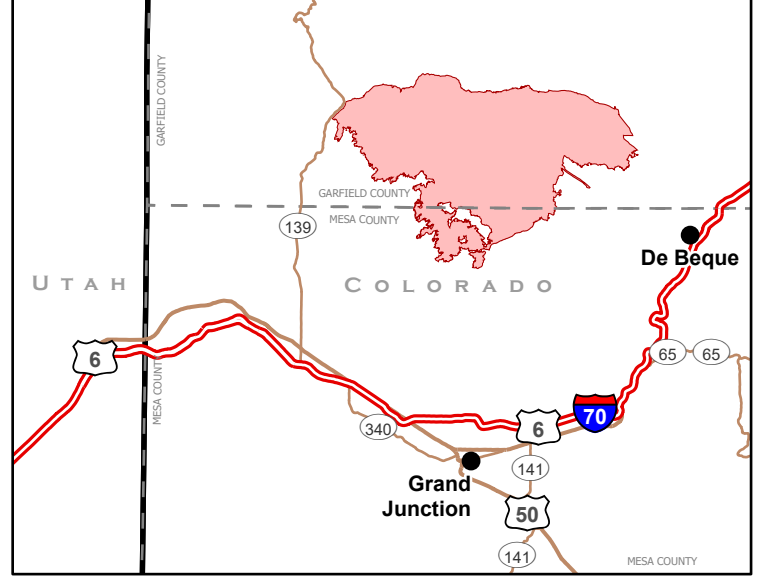 GARFIELD COUNTY
GARFIELD COUNTY
MESA COUNTY
139
De Beque
UTAH
COLORADO
6
65
65
MESA COUNTY
70
340
6
141
Grand
Junction
50
141
MESA COUNTY